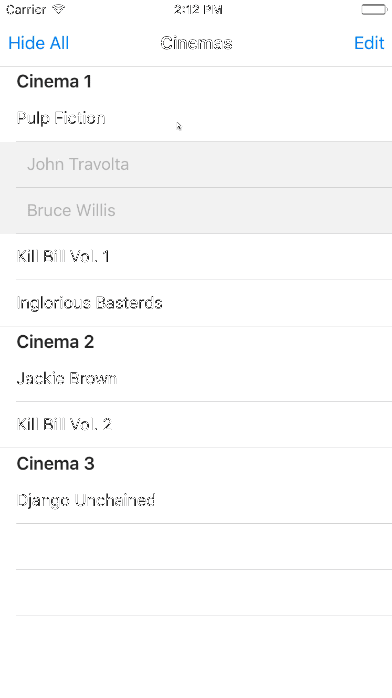 Carrier 2:12 PM
Hide All Cinemas Edit
Cinema 1
Pulp Fiction
John Travolta
Bruce Willis
Kill Bill Vol. 1
Inglorious Basterds
Cinema 2
Jackie Brown
Kill Bill Vol. 2
Cinema 3
Django Unchained